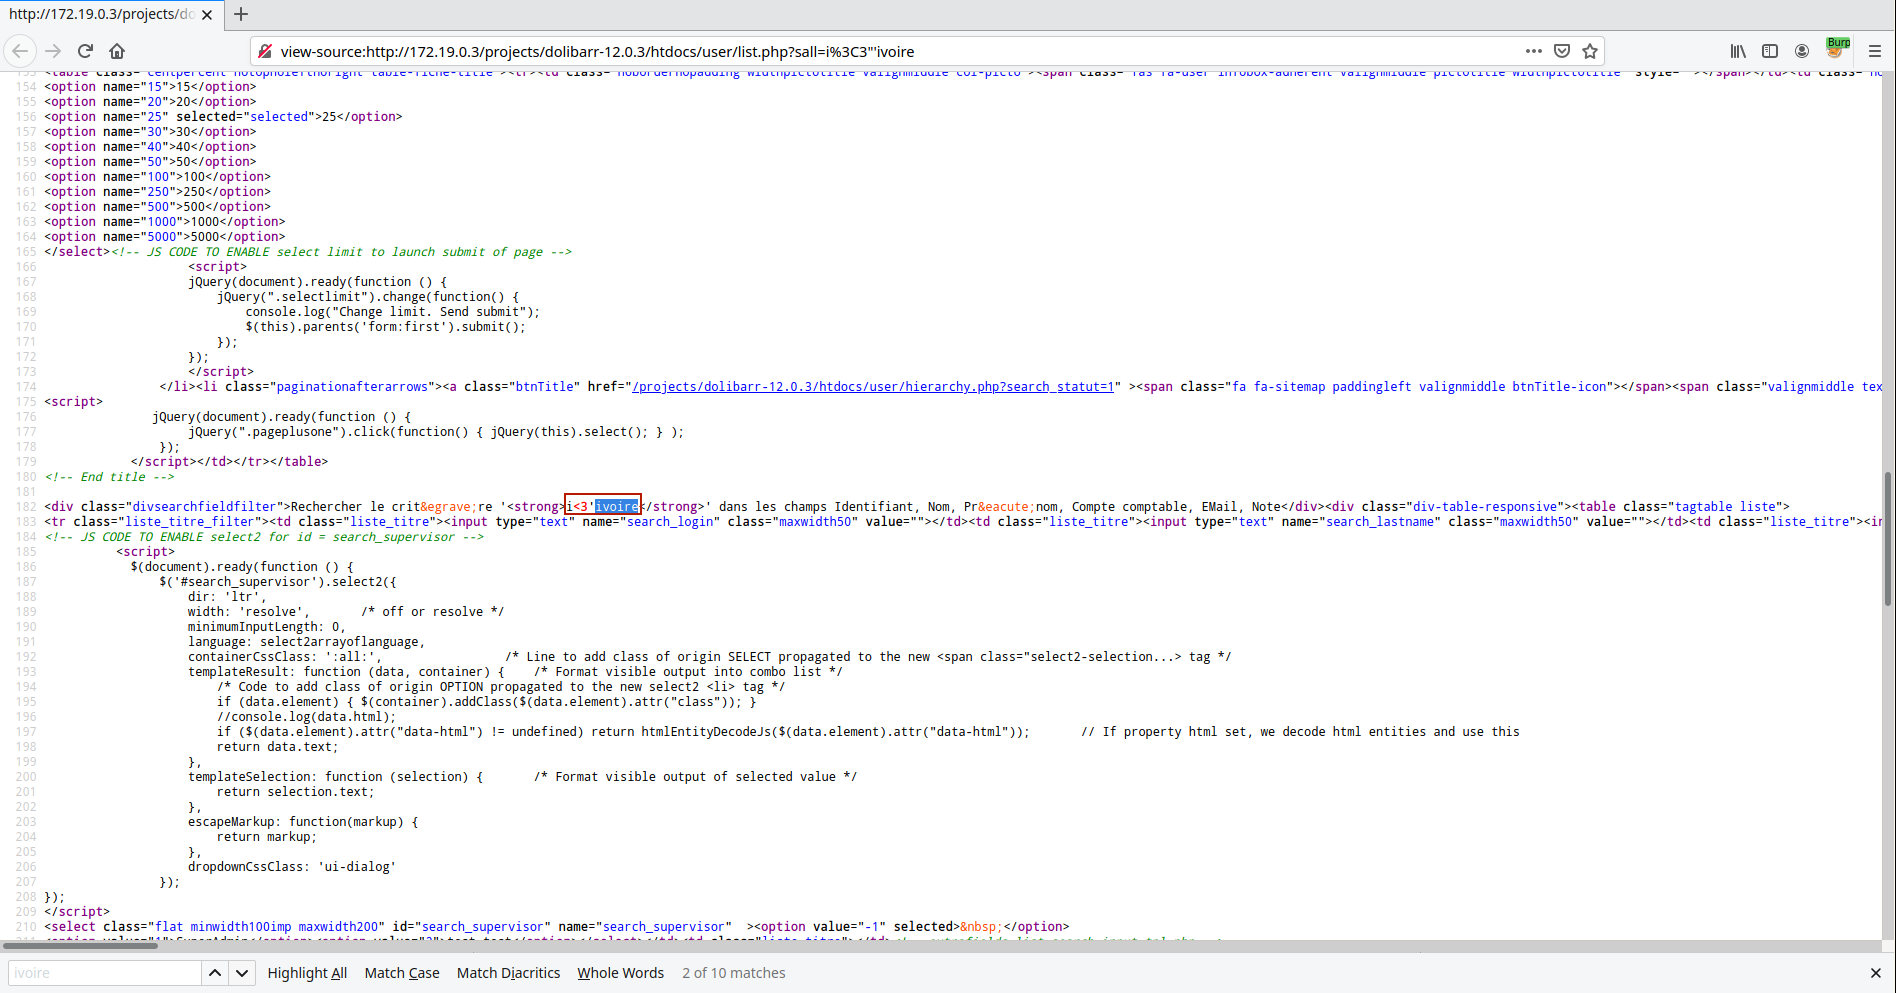 http://172.19.0.3/projects/do
Burp
view-source:http://172.19.0.3/projects/dolibarr-12.0.3/htdocs/user/list.php?sall=i%3C3"'ivoire
154 <option name="15">15</option>
155 <option name="20">20</option>
156 <option name="25" selected="selected">25</option>
157 <option name="30">30</option>
158 <option name="40">40</option>
159 <option name="50">50</option>
160 <option name="100">100</option>
161 <option name="250">250</option>
162 <option name="500">500</option>
163 <option name="1000">1000</option>
164 <option name="5000">5000</option>
165 </select><!-- JS CODE TO ENABLE select limit to launch submit of page -->
166 <script>
167 jQuery(document).ready(function () {
168 jQuery(".selectlimit").change(function() {
169 console.log("Change limit. Send submit");
170 $(this).parents('form:first').submit();
171 });
172 });
173 </script>
174 </li><li class="paginationafterarrows"><a class="btnTitle" href="/projects/dolibarr-12.0.3/htdocs/user/hierarchy.php?search_statut=1" ><span class="fa fa-sitemap paddingleft valignmiddle btnTitle-icon"></span><span class="valignmiddle tex
175 <script>
176 jQuery(document).ready(function () {
177 jQuery(".pageplusone").click(function() { jQuery(this).select(); } );
178 });
179 </script></td></tr></table>
180 <!-- End title -->
181
182 <div class="divsearchfieldfilter">Rechercher le crit&egrave;re '<strong>i<3'ivoire</strong>' dans les champs Identifiant, Nom, Pr&eacute;nom, Compte comptable, EMail, Note</div><div class="div-table-responsive"><table class="tagtable liste">
183 <tr class="liste_titre_filter"><td class="liste_titre"><input type="text" name="search_login" class="maxwidth50" value=""></td><td class="liste_titre"><input type="text" name="search_lastname" class="maxwidth50" value=""></td><td class="liste_titre"><in
184 <!-- JS CODE TO ENABLE select2 for id = search_supervisor -->
185 <script>
186 $(document).ready(function () {
187 $('#search_supervisor').select2({
188 dir: 'ltr',
189 width: 'resolve', /* off or resolve */
190 minimumInputLength: 0,
191 language: select2arrayoflanguage,
192 containerCssClass: ':all:', /* Line to add class of origin SELECT propagated to the new <span class="select2-selection...> tag */
193 templateResult: function (data, container) { /* Format visible output into combo list */
194 /* Code to add class of origin OPTION propagated to the new select2 <li> tag */
195 if (data.element) { $(container).addClass($(data.element).attr("class")); }
196 //console.log(data.html);
197 if ($(data.element).attr("data-html") != undefined) return htmlEntityDecodeJs($(data.element).attr("data-html")); // If property html set, we decode html entities and use this
198 return data.text;
199 },
200 templateSelection: function (selection) { /* Format visible output of selected value */
201 return selection.text;
202 },
203 escapeMarkup: function(markup) {
204 return markup;
205 },
206 dropdownCssClass: 'ui-dialog'
207 });
208 });
209 </script>
210 <select class="flat minwidth100imp maxwidth200" id="search_supervisor" name="search_supervisor" ><option value="-1" selected>&nbsp;</option>
ivoire
Highlight All Match Case Match Diacritics Whole Words 2 of 10 matches